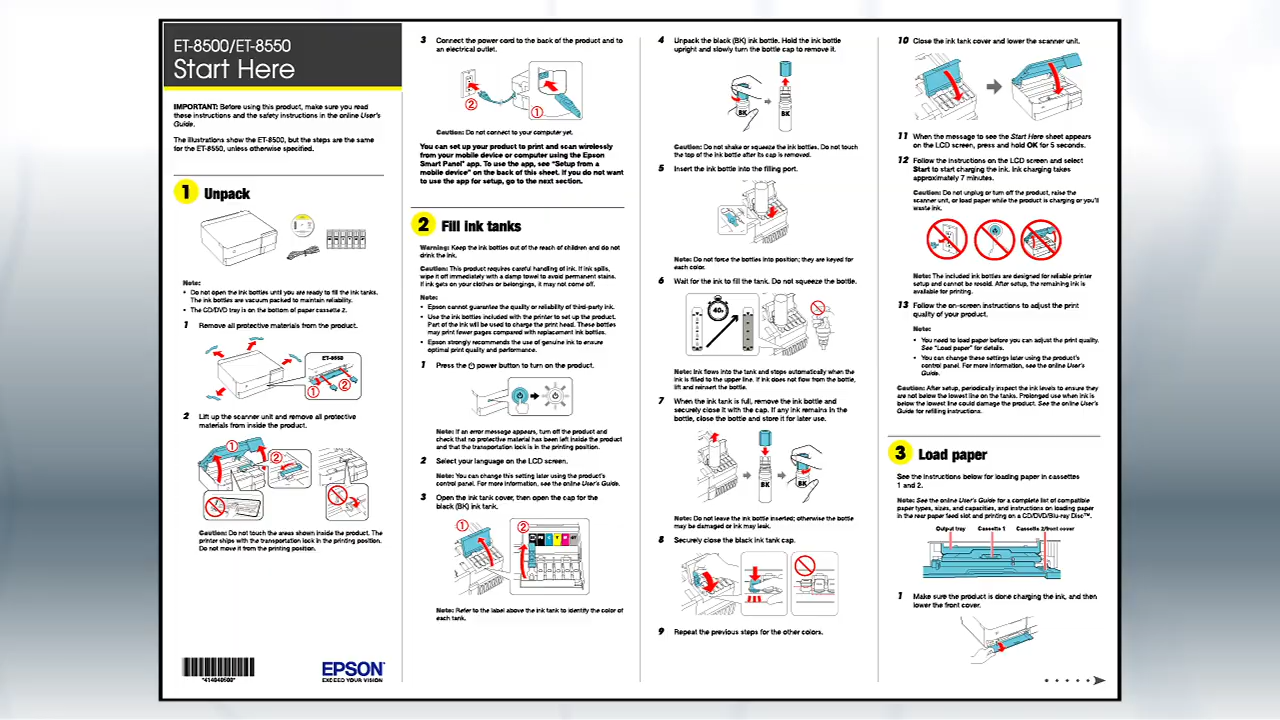 ET-8500/ET-8550
Start Here
IMPORTANT: Before using this product, make sure you read
these instructions and the safety instructions in the online User's
Guide.
The illustrations show the ET-8500, but the steps are the same
for the ET-8550, unless otherwise specified.
1 Unpack
Note:
• Do not open the ink bottles until you are ready to fill the ink tanks.
The ink bottles are vacuum packed to maintain reliability.
• The CD/DVD tray is on the bottom of paper cassette 2.
1 Remove all protective materials from the product.
ET-8550
1
2
2 Lift up the scanner unit and remove all protective
materials from inside the product.
1
2
Caution: Do not touch the areas shown inside the product. The
printer ships with the transportation lock in the printing position.
Do not move it from the printing position.
EPSON
EXCEED YOUR VISION
3 Connect the power cord to the back of the product and to
an electrical outlet.
2
1
Caution: Do not connect to your computer yet.
You can set up your product to print and scan wirelessly
from your mobile device or computer using the Epson
Smart Panel® app. To use the app, see "Setup from a
mobile device" on the back of this sheet. If you do not want
to use the app for setup, go to the next section.
2 Fill ink tanks
Warning: Keep the ink bottles out of the reach of children and do not
drink the ink.
Caution: This product requires careful handling of ink. If ink spills,
wipe it off immediately with a damp towel to avoid permanent stains.
If ink gets on your clothes or belongings, it may not come off.
Note:
• Epson cannot guarantee the quality or reliability of third-party ink.
• Use the ink bottles included with the printer to set up the product.
Part of the ink will be used to charge the print head. These bottles
may print fewer pages compared with replacement ink bottles.
• Epson strongly recommends the use of genuine ink to ensure
optimal print quality and performance.
1 Press the power button to turn on the product.
Note: If an error message appears, turn off the product and
check that no protective material has been left inside the product
and that the transportation lock is in the printing position.
2 Select your language on the LCD screen.
Note: You can change this setting later using the product's
control panel. For more information, see the online User's Guide.
3 Open the ink tank cover, then open the cap for the
black (BK) ink tank.
1
2
Note: Refer to the label above the ink tank to identify the color of
each tank.
4 Unpack the black (BK) ink bottle. Hold the ink bottle
upright and slowly turn the bottle cap to remove it.
BK
BK
Caution: Do not shake or squeeze the ink bottles. Do not touch
the top of the ink bottle after its cap is removed.
5 Insert the ink bottle into the filling port.
Note: Do not force the bottles into position; they are keyed for
each color.
6 Wait for the ink to fill the tank. Do not squeeze the bottle.
40s
Note: Ink flows into the tank and stops automatically when the
ink is filled to the upper line. If ink does not flow from the bottle,
lift and reinsert the bottle.
7 When the ink tank is full, remove the ink bottle and
securely close it with the cap. If any ink remains in the
bottle, close the bottle and store it for later use.
BK
BK
Note: Do not leave the ink bottle inserted; otherwise the bottle
may be damaged or ink may leak.
8 Securely close the black ink tank cap.
9 Repeat the previous steps for the other colors.
10 Close the ink tank cover and lower the scanner unit.
11 When the message to see the Start Here sheet appears
on the LCD screen, press and hold OK for 5 seconds.
12 Follow the instructions on the LCD screen and select
Start to start charging the ink. Ink charging takes
approximately 7 minutes.
Caution: Do not unplug or turn off the product, raise the
scanner unit, or load paper while the product is charging or you'll
waste ink.
Note: The included ink bottles are designed for reliable printer
setup and cannot be resold. After setup, the remaining ink is
available for printing.
13 Follow the on-screen instructions to adjust the print
quality of your product.
Note:
• You need to load paper before you can adjust the print quality.
See "Load paper" for details.
• You can change these settings later using the product's
control panel. For more information, see the online User's
Guide.
Caution: After setup, periodically inspect the ink levels to ensure they
are not below the lowest line on the tanks. Prolonged use when ink is
below the lowest line could damage the product. See the online User's
Guide for refilling instructions.
3 Load paper
See the instructions below for loading paper in cassettes
1 and 2.
Note: See the online User's Guide for a complete list of compatible
paper types, sizes, and capacities, and instructions on loading paper
in the rear paper feed slot and printing on a CD/DVD/Blu-ray Disc™.
Output tray Cassette 1 Cassette 2/front cover
1 Make sure the product is done charging the ink, and then
lower the front cover.